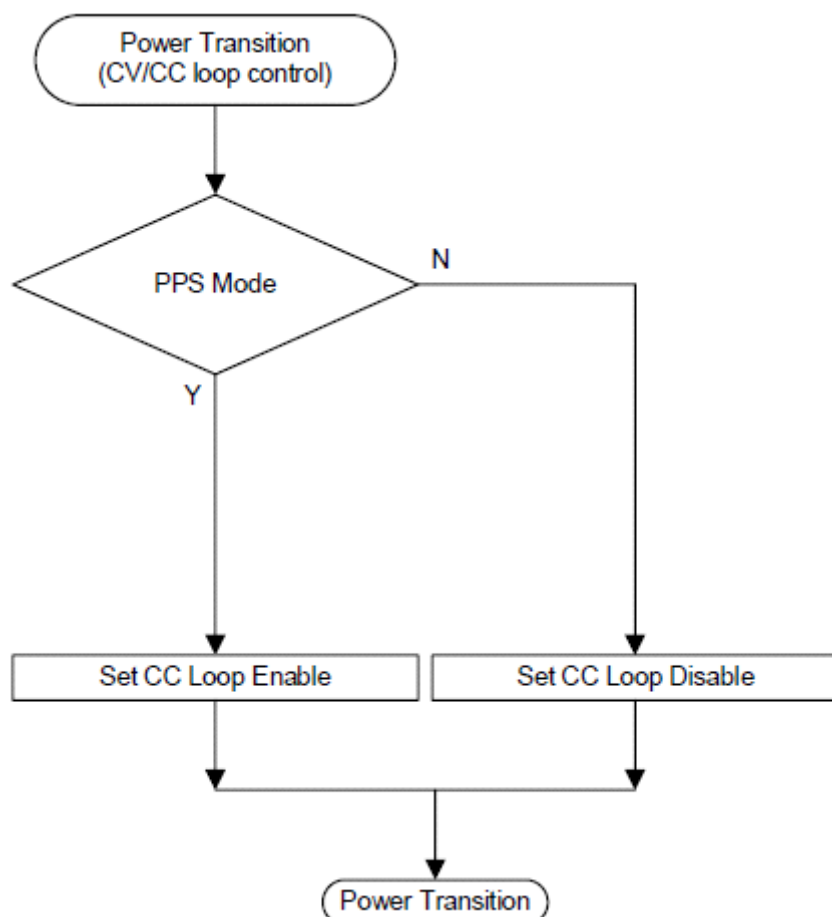 Power Transition
(CV/CC loop control)
PPS Mode
N
Y
Set CC Loop Enable
Set CC Loop Disable
Power Transition